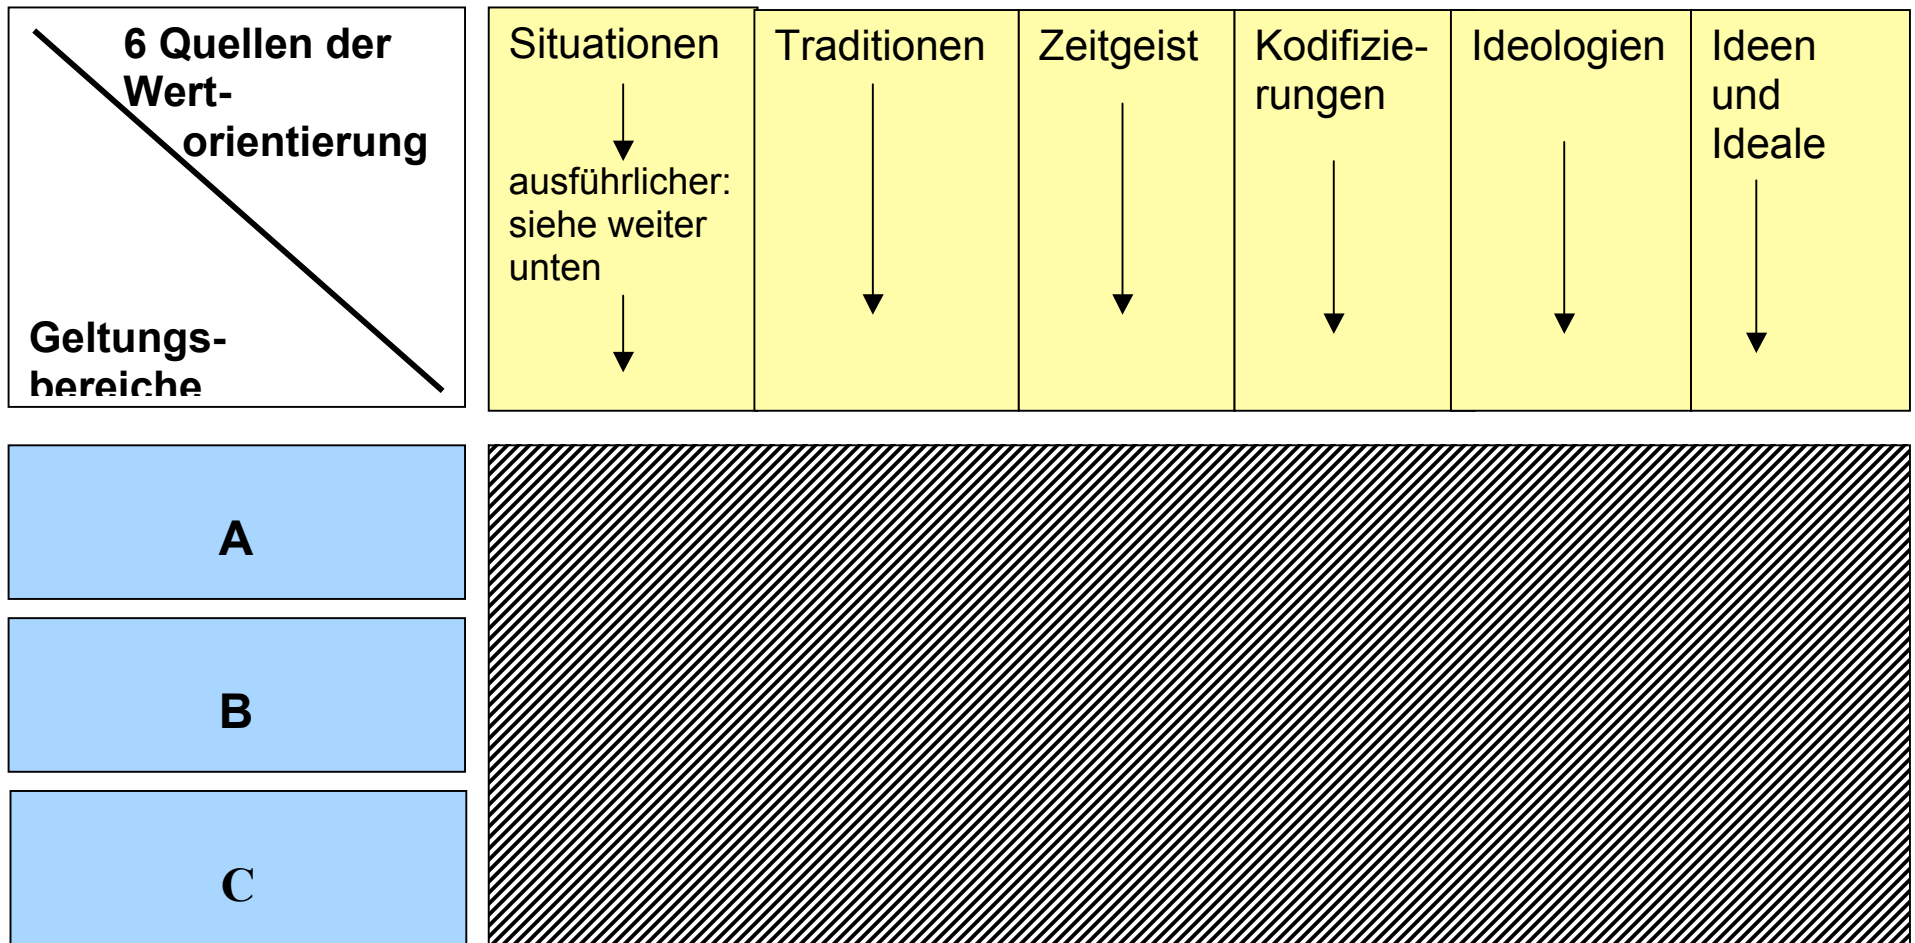 6 Quellen der
Wert-
orientierung
Geltungs-
bereiche
Situationen
ausführlicher:
siehe weiter
unten
Traditionen
Zeitgeist
Kodifizie-
rungen
Ideologien
Ideen
und
Ideale
A
B
C